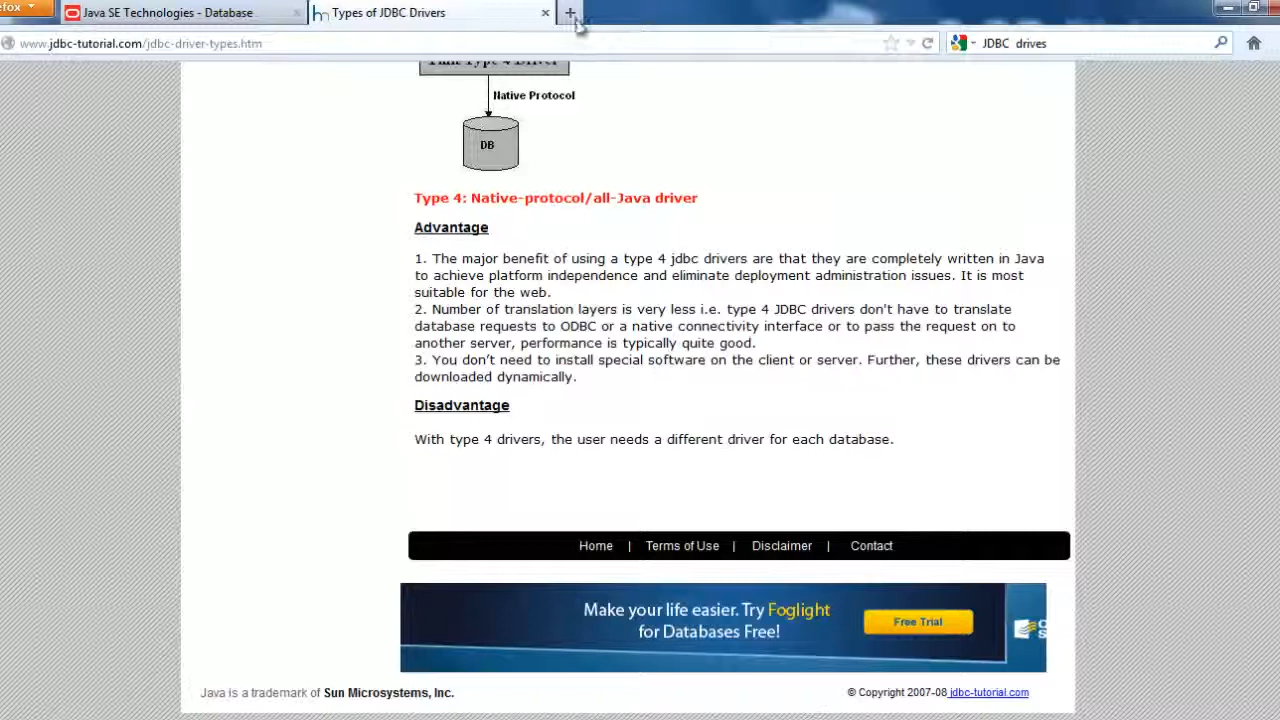 efox
Java SE Technologies - Database
Types of JDBC Drivers
www.jdbc-tutorial.com/jdbc-driver-types.htm
JDBC drives
Thin Type 4 Driver
Native Protocol
DB
Type 4: Native-protocol/all-Java driver
Advantage
1. The major benefit of using a type 4 jdbc drivers are that they are completely written in Java
to achieve platform independence and eliminate deployment administration issues. It is most
suitable for the web.
2. Number of translation layers is very less i.e. type 4 JDBC drivers don't have to translate
database requests to ODBC or a native connectivity interface or to pass the request on to
another server, performance is typically quite good.
3. You don't need to install special software on the client or server. Further, these drivers can be
downloaded dynamically.
Disadvantage
With type 4 drivers, the user needs a different driver for each database.
Home | Terms of Use | Disclaimer | Contact
Make your life easier. Try Foglight
for Databases Free!
Free Trial
Java is a trademark of Sun Microsystems, Inc.
© Copyright 2007-08 jdbc-tutorial.com